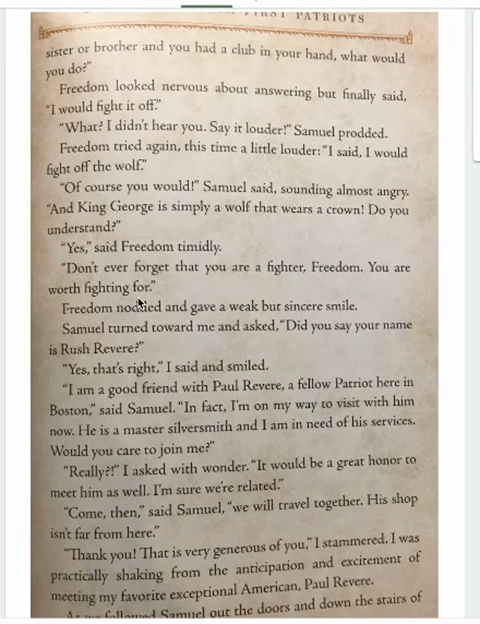 FIRST PATRIOTS
sister or brother and you had a club in your hand, what would
you do?”
Freedom looked nervous about answering but finally said,
“I would fight it off.”
“What? I didn’t hear you. Say it louder!” Samuel prodded.
Freedom tried again, this time a little louder: “I said, I would
fight off the wolf.”
“Of course you would!” Samuel said, sounding almost angry.
“And King George is simply a wolf that wears a crown! Do you
understand?”
“Yes,” said Freedom timidly.
“Don’t ever forget that you are a fighter, Freedom. You are
worth fighting for.”
Freedom nodded and gave a weak but sincere smile.
Samuel turned toward me and asked, “Did you say your name
is Rush Revere?”
“Yes, that’s right,” I said and smiled.
“I am a good friend with Paul Revere, a fellow Patriot here in
Boston,” said Samuel. “In fact, I’m on my way to visit with him
now. He is a master silversmith and I am in need of his services.
Would you care to join me?”
“Really?!” I asked with wonder. “It would be a great honor to
meet him as well. I’m sure we’re related.”
“Come, then,” said Samuel, “we will travel together. His shop
isn’t far from here.”
“Thank you! That is very generous of you,” I stammered. I was
practically shaking from the anticipation and excitement of
meeting my favorite exceptional American, Paul Revere.
As we followed Samuel out the doors and down the stairs of